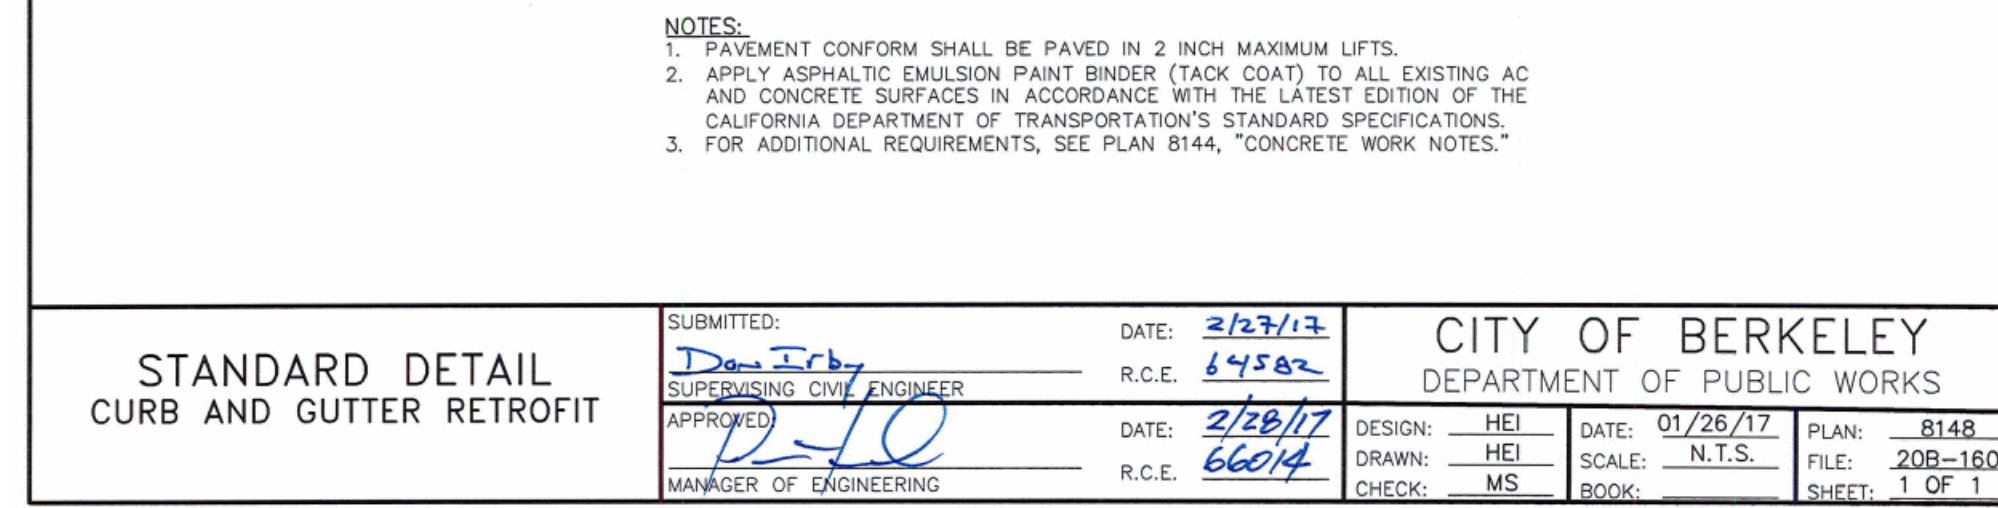 NOTES:
1. PAVEMENT CONFORM SHALL BE PAVED IN 2 INCH MAXIMUM LIFTS.
2. APPLY ASPHALTIC EMULSION PAINT BINDER (TACK COAT) TO ALL EXISTING AC
AND CONCRETE SURFACES IN ACCORDANCE WITH THE LATEST EDITION OF THE
CALIFORNIA DEPARTMENT OF TRANSPORTATION'S STANDARD SPECIFICATIONS.
3. FOR ADDITIONAL REQUIREMENTS, SEE PLAN 8144, "CONCRETE WORK NOTES."
STANDARD DETAIL
CURB AND GUTTER RETROFIT
SUBMITTED:
DATE: 2/27/17
Don Irby
R.C.E. 64582
SUPERVISING CIVIL ENGINEER
APPROVED:
DATE: 2/28/17
R.C.E. 66014
MANAGER OF ENGINEERING
CITY OF BERKELEY
DEPARTMENT OF PUBLIC WORKS
DESIGN: HEI
DRAWN: HEI
CHECK: MS
DATE: 01/26/17
SCALE: N.T.S.
BOOK:
PLAN: 8148
FILE: 20B-160
SHEET: 1 OF 1